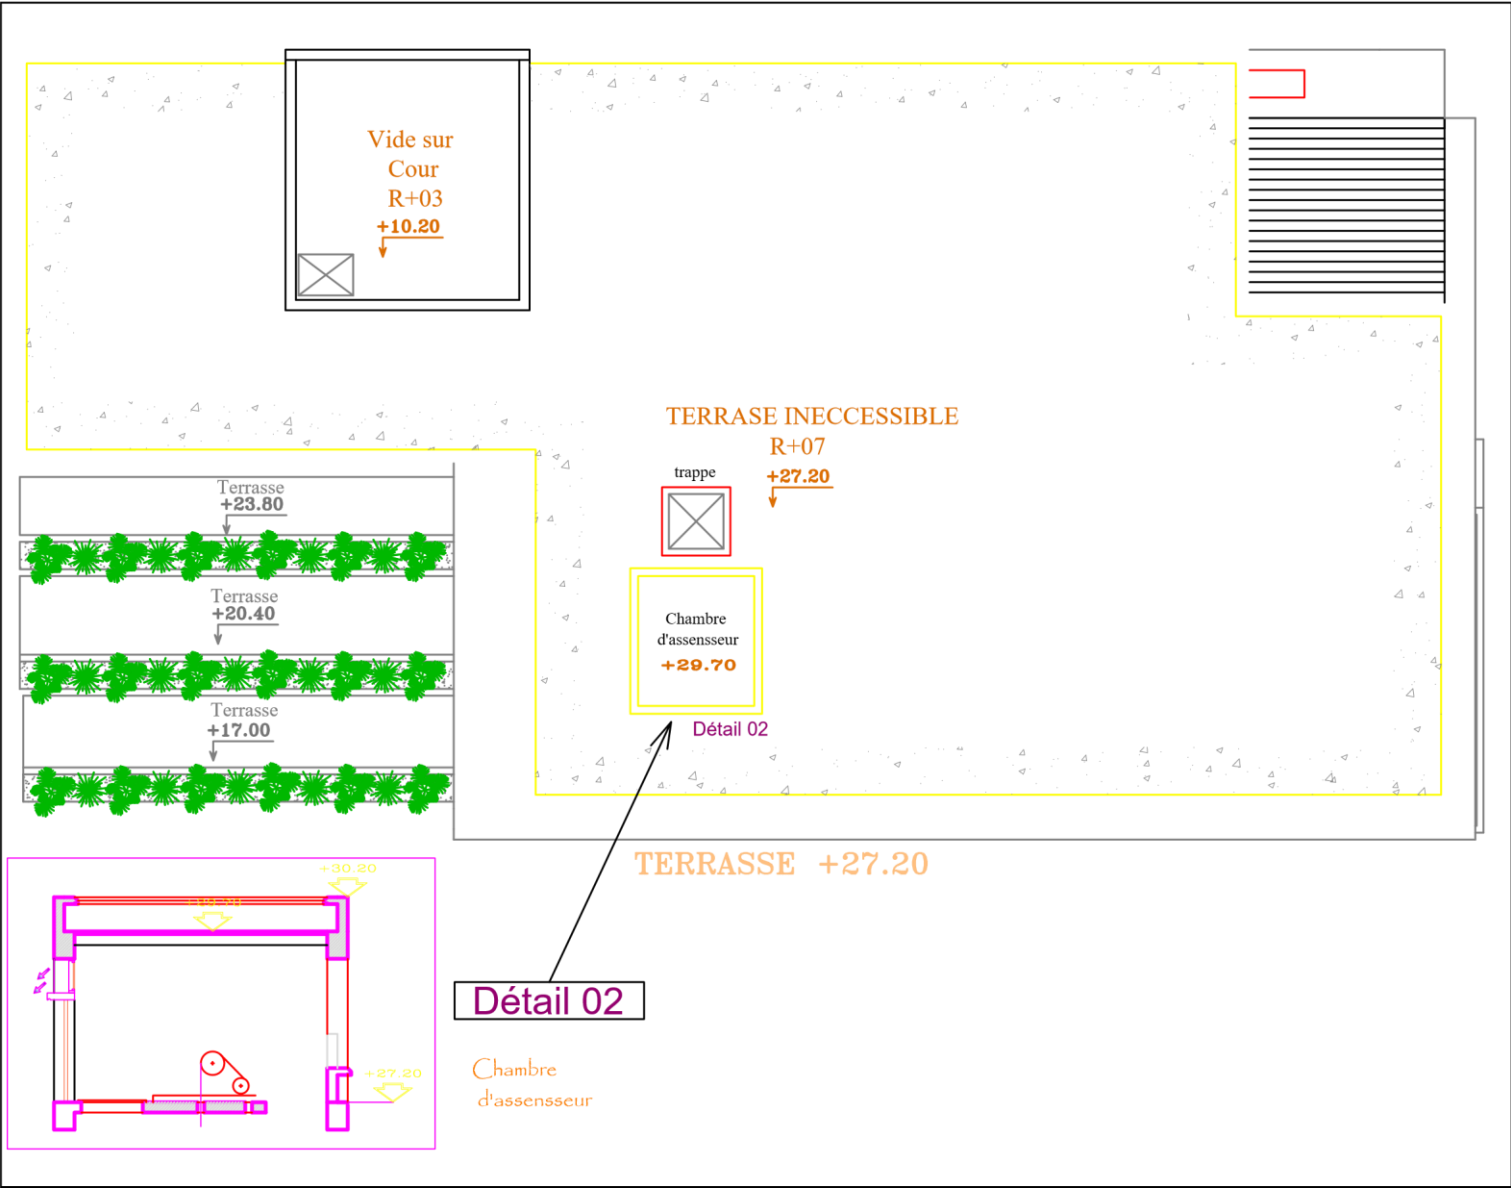 Vide sur
Cour
R+03
+10.20
TERRASE INECCESSIBLE
R+07
+27.20
trappe
Terrasse
+23.80
Terrasse
+20.40
Chambre
d'assensseur
+29.70
Terrasse
+17.00
Détail 02
TERRASSE +27.20
+30.20
Détail 02
+27.20
Chambre
d'assensseur